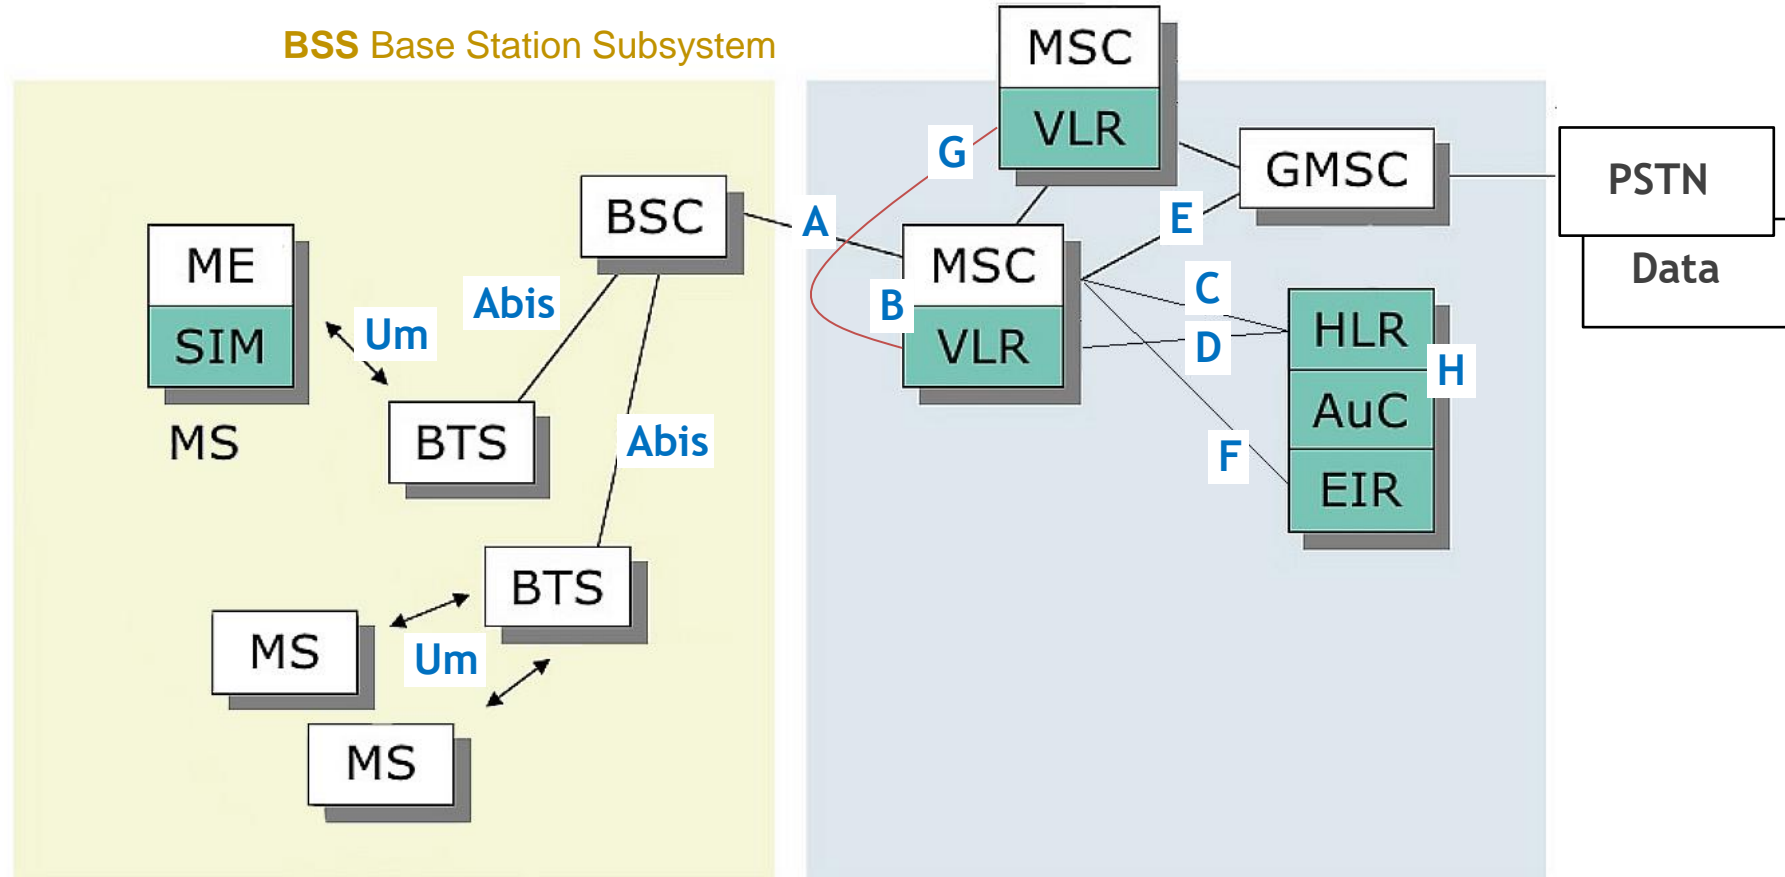 BSS Base Station Subsystem
MSC
VLR
G
GMSC
PSTN
Data
BSC
A
E
ME
SIM
MS
Um
Abis
MSC
B
VLR
C
D
HLR
H
AuC
F
EIR
BTS
Abis
BTS
MS
Um
MS